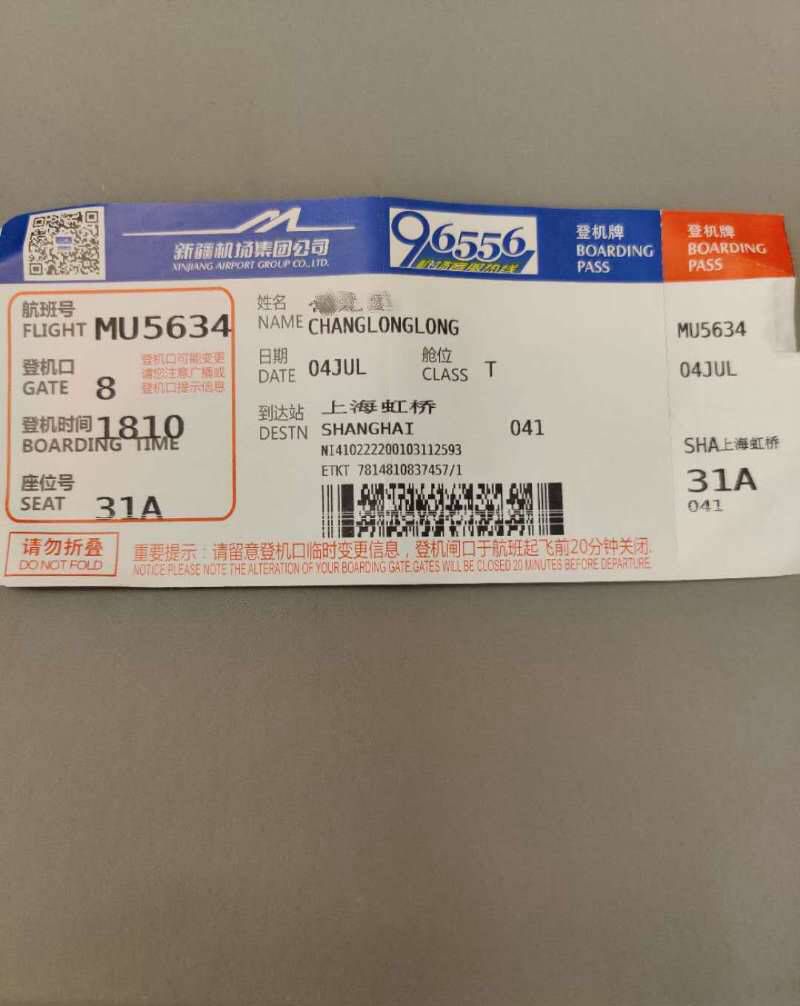 新疆机场集团公司
XINJIANG AIRPORT GROUP CO.,LTD.
96556
机场客服热线
登机牌
BOARDING
PASS
登机牌
BOARDING
PASS
航班号
FLIGHT MU5634
登机口
GATE 8
登机口可能变更
请您注意广播或
登机口提示信息
登机时间 1810
BOARDING TIME
座位号
SEAT 31A
姓名
NAME CHANGLONGLONG
日期
DATE 04JUL
舱位
CLASS T
到达站 上海虹桥
DESTN SHANGHAI 041
NI410222200103112593
ETKT 7814810837457/1
请勿折叠
DO NOT FOLD
重要提示：请留意登机口临时变更信息，登机闸口于航班起飞前20分钟关闭.
NOTICE:PLEASE NOTE THE ALTERATION OF YOUR BOARDING GATE,GATES WILL BE CLOSED 20 MINUTES BEFORE DEPARTURE.
MU5634
04JUL
SHA上海虹桥
31A
041